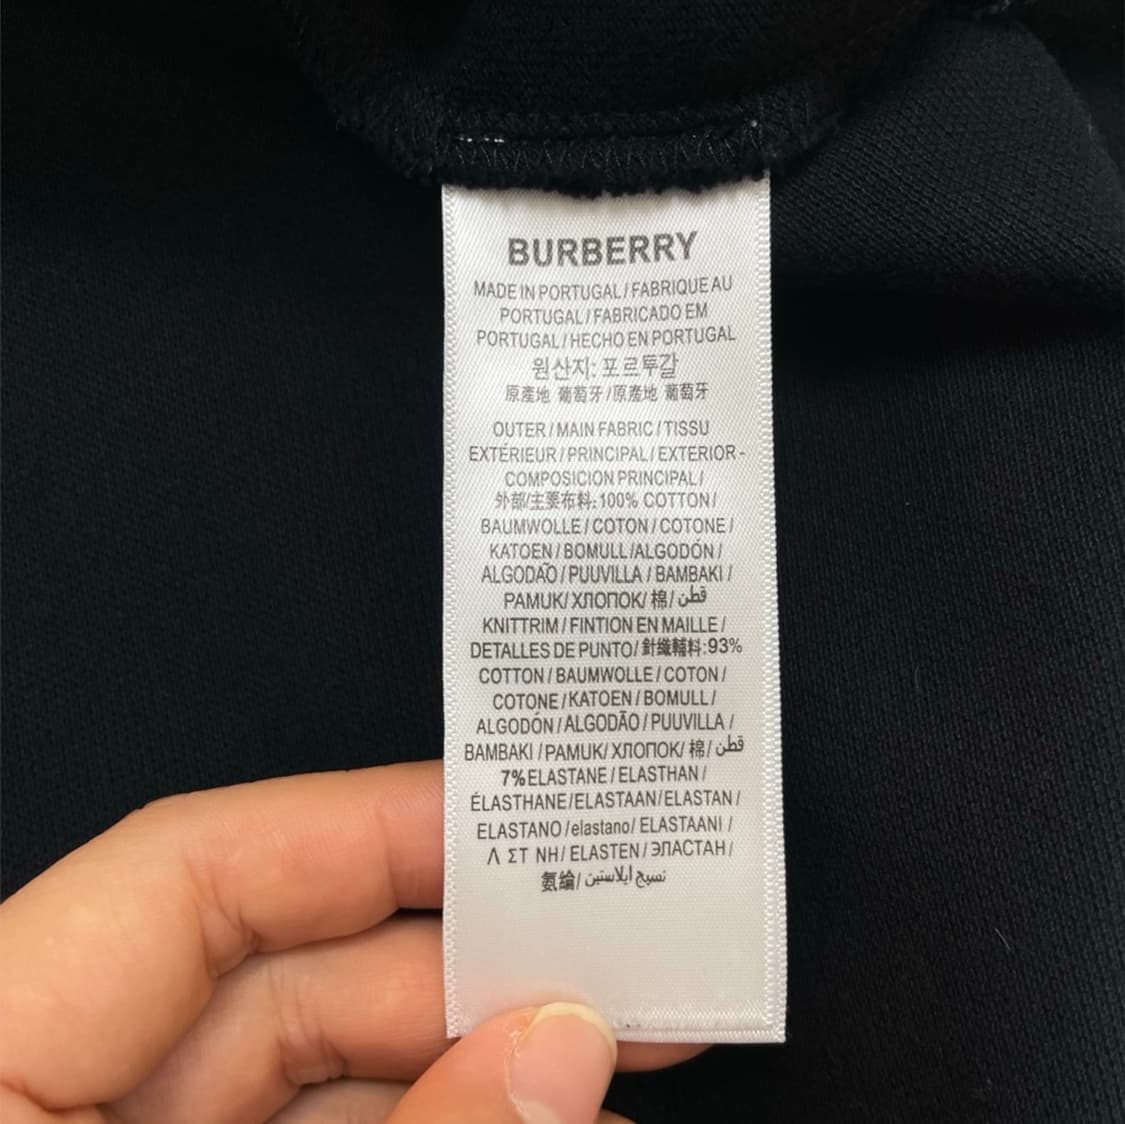 BURBERRY
MADE IN PORTUGAL / FABRIQUE AU
PORTUGAL / FABRICADO EM
PORTUGAL / HECHO EN PORTUGAL
원산지: 포르투갈
原產地 葡萄牙/原產地 葡萄牙
OUTER / MAIN FABRIC / TISSU
EXTÉRIEUR / PRINCIPAL / EXTERIOR -
COMPOSICION PRINCIPAL /
外部/主要布料:100% COTTON /
BAUMWOLLE / COTON / COTONE /
KATOEN / BOMULL /ALGODÓN /
ALGODÃO / PUUVILLA / BAMBAKI /
PAMUK/ ХЛОПОК/ 棉/ قطن
KNITTRIM / FINTION EN MAILLE /
DETALLES DE PUNTO/ 針織輔料:93%
COTTON / BAUMWOLLE / COTON /
COTONE / KATOEN / BOMULL /
ALGODÓN / ALGODÃO / PUUVILLA /
BAMBAKI / PAMUK/ ХЛОПОК/ 棉/ قطن
7% ELASTANE / ELASTHAN /
ÉLASTHANE/ELASTAAN/ELASTAN /
ELASTANO /elastano/ ELASTAANI /
Λ ΣΤ ΝΗ/ ELASTEN / ЭЛАСТАН /
氨纶/ نسيج ايلاستين